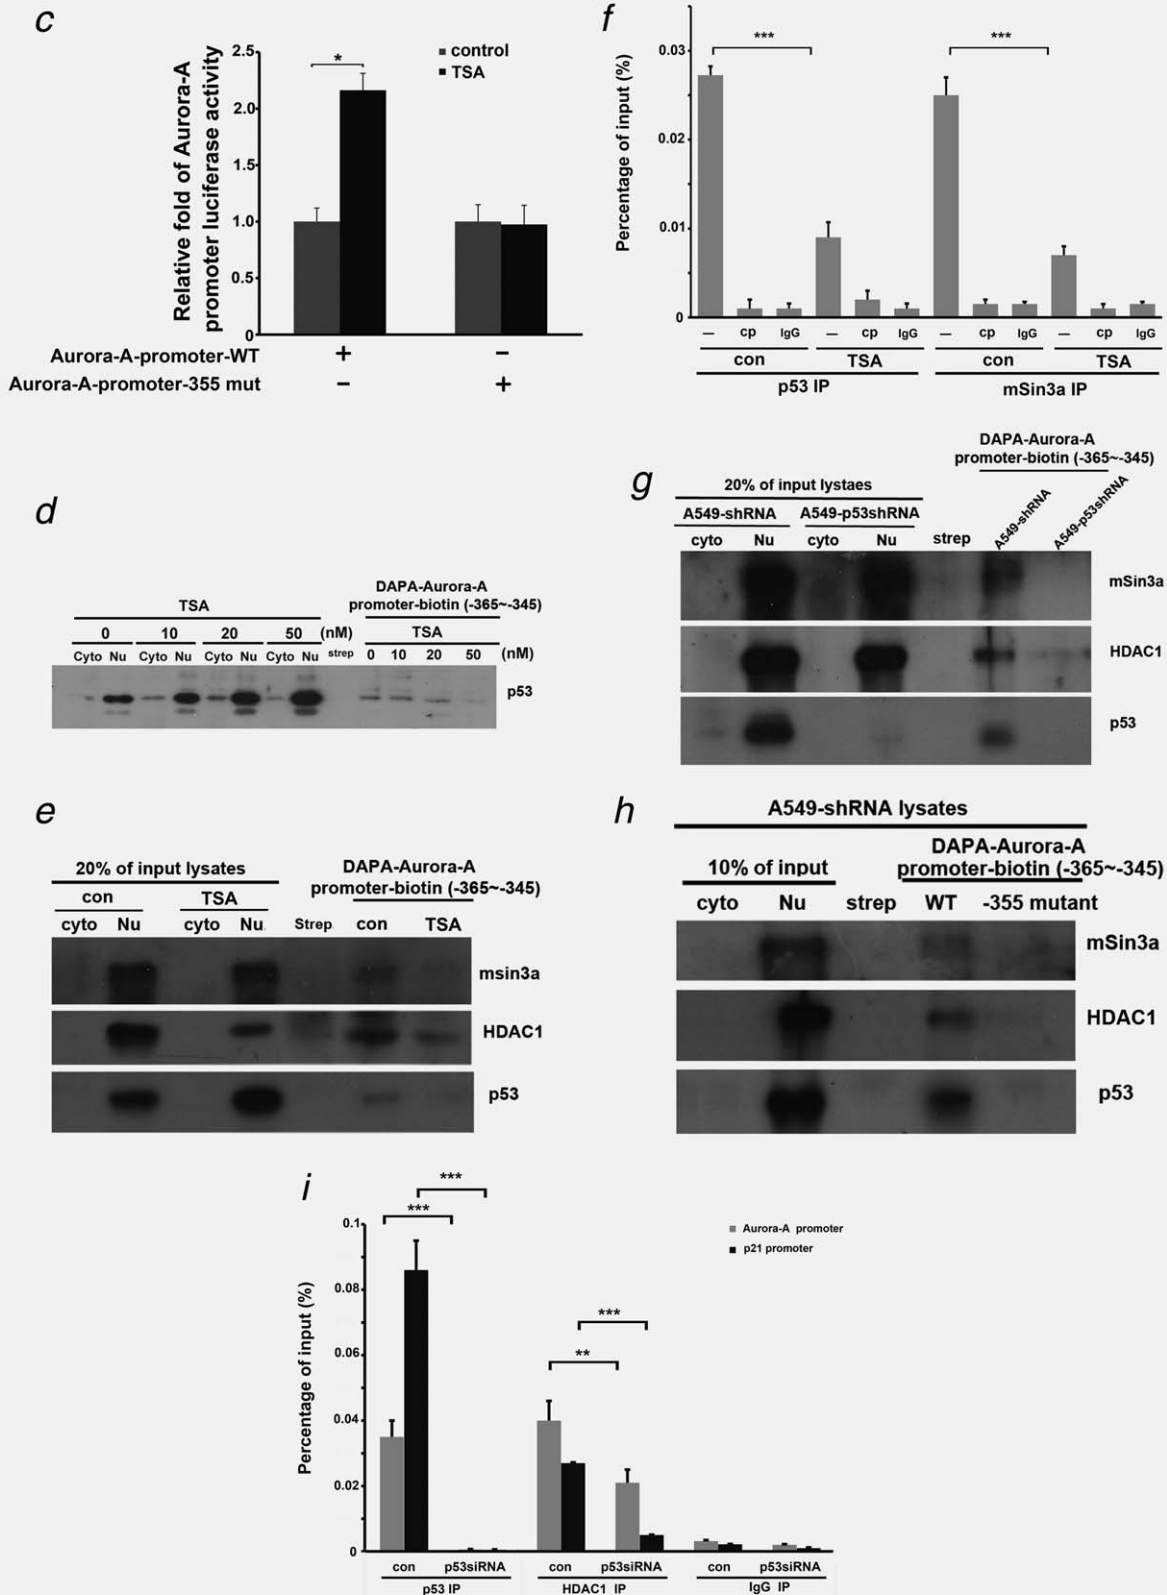 c
Relative fold of Aurora-A
promoter luciferase activity
2.5
2.0
1.5
1.0
0.5
0
*
control
TSA
Aurora-A-promoter-WT + –
Aurora-A-promoter-355 mut – +
f
Percentage of input (%)
0.03
0.02
0.01
0
*** ***
— cp IgG — cp IgG — cp IgG — cp IgG
con TSA con TSA
p53 IP mSin3a IP
d
TSA
DAPA-Aurora-A
promoter-biotin (-365~-345)
0 10 20 50 (nM) TSA
Cyto Nu Cyto Nu Cyto Nu Cyto Nu strep 0 10 20 50 (nM)
p53
g
DAPA-Aurora-A
promoter-biotin (-365~-345)
20% of input lystaes
A549-shRNA A549-p53shRNA
cyto Nu cyto Nu strep A549-shRNA A549-p53shRNA
mSin3a
HDAC1
p53
e
20% of input lysates
DAPA-Aurora-A
promoter-biotin (-365~-345)
con TSA
cyto Nu cyto Nu Strep con TSA
msin3a
HDAC1
p53
h
A549-shRNA lysates
10% of input
DAPA-Aurora-A
promoter-biotin (-365~-345)
cyto Nu strep WT -355 mutant
mSin3a
HDAC1
p53
i
Percentage of input (%)
0.1
0.08
0.06
0.04
0.02
0
***
***
***
**
Aurora-A promoter
p21 promoter
con p53siRNA con p53siRNA con p53siRNA
p53 IP HDAC1 IP IgG IP